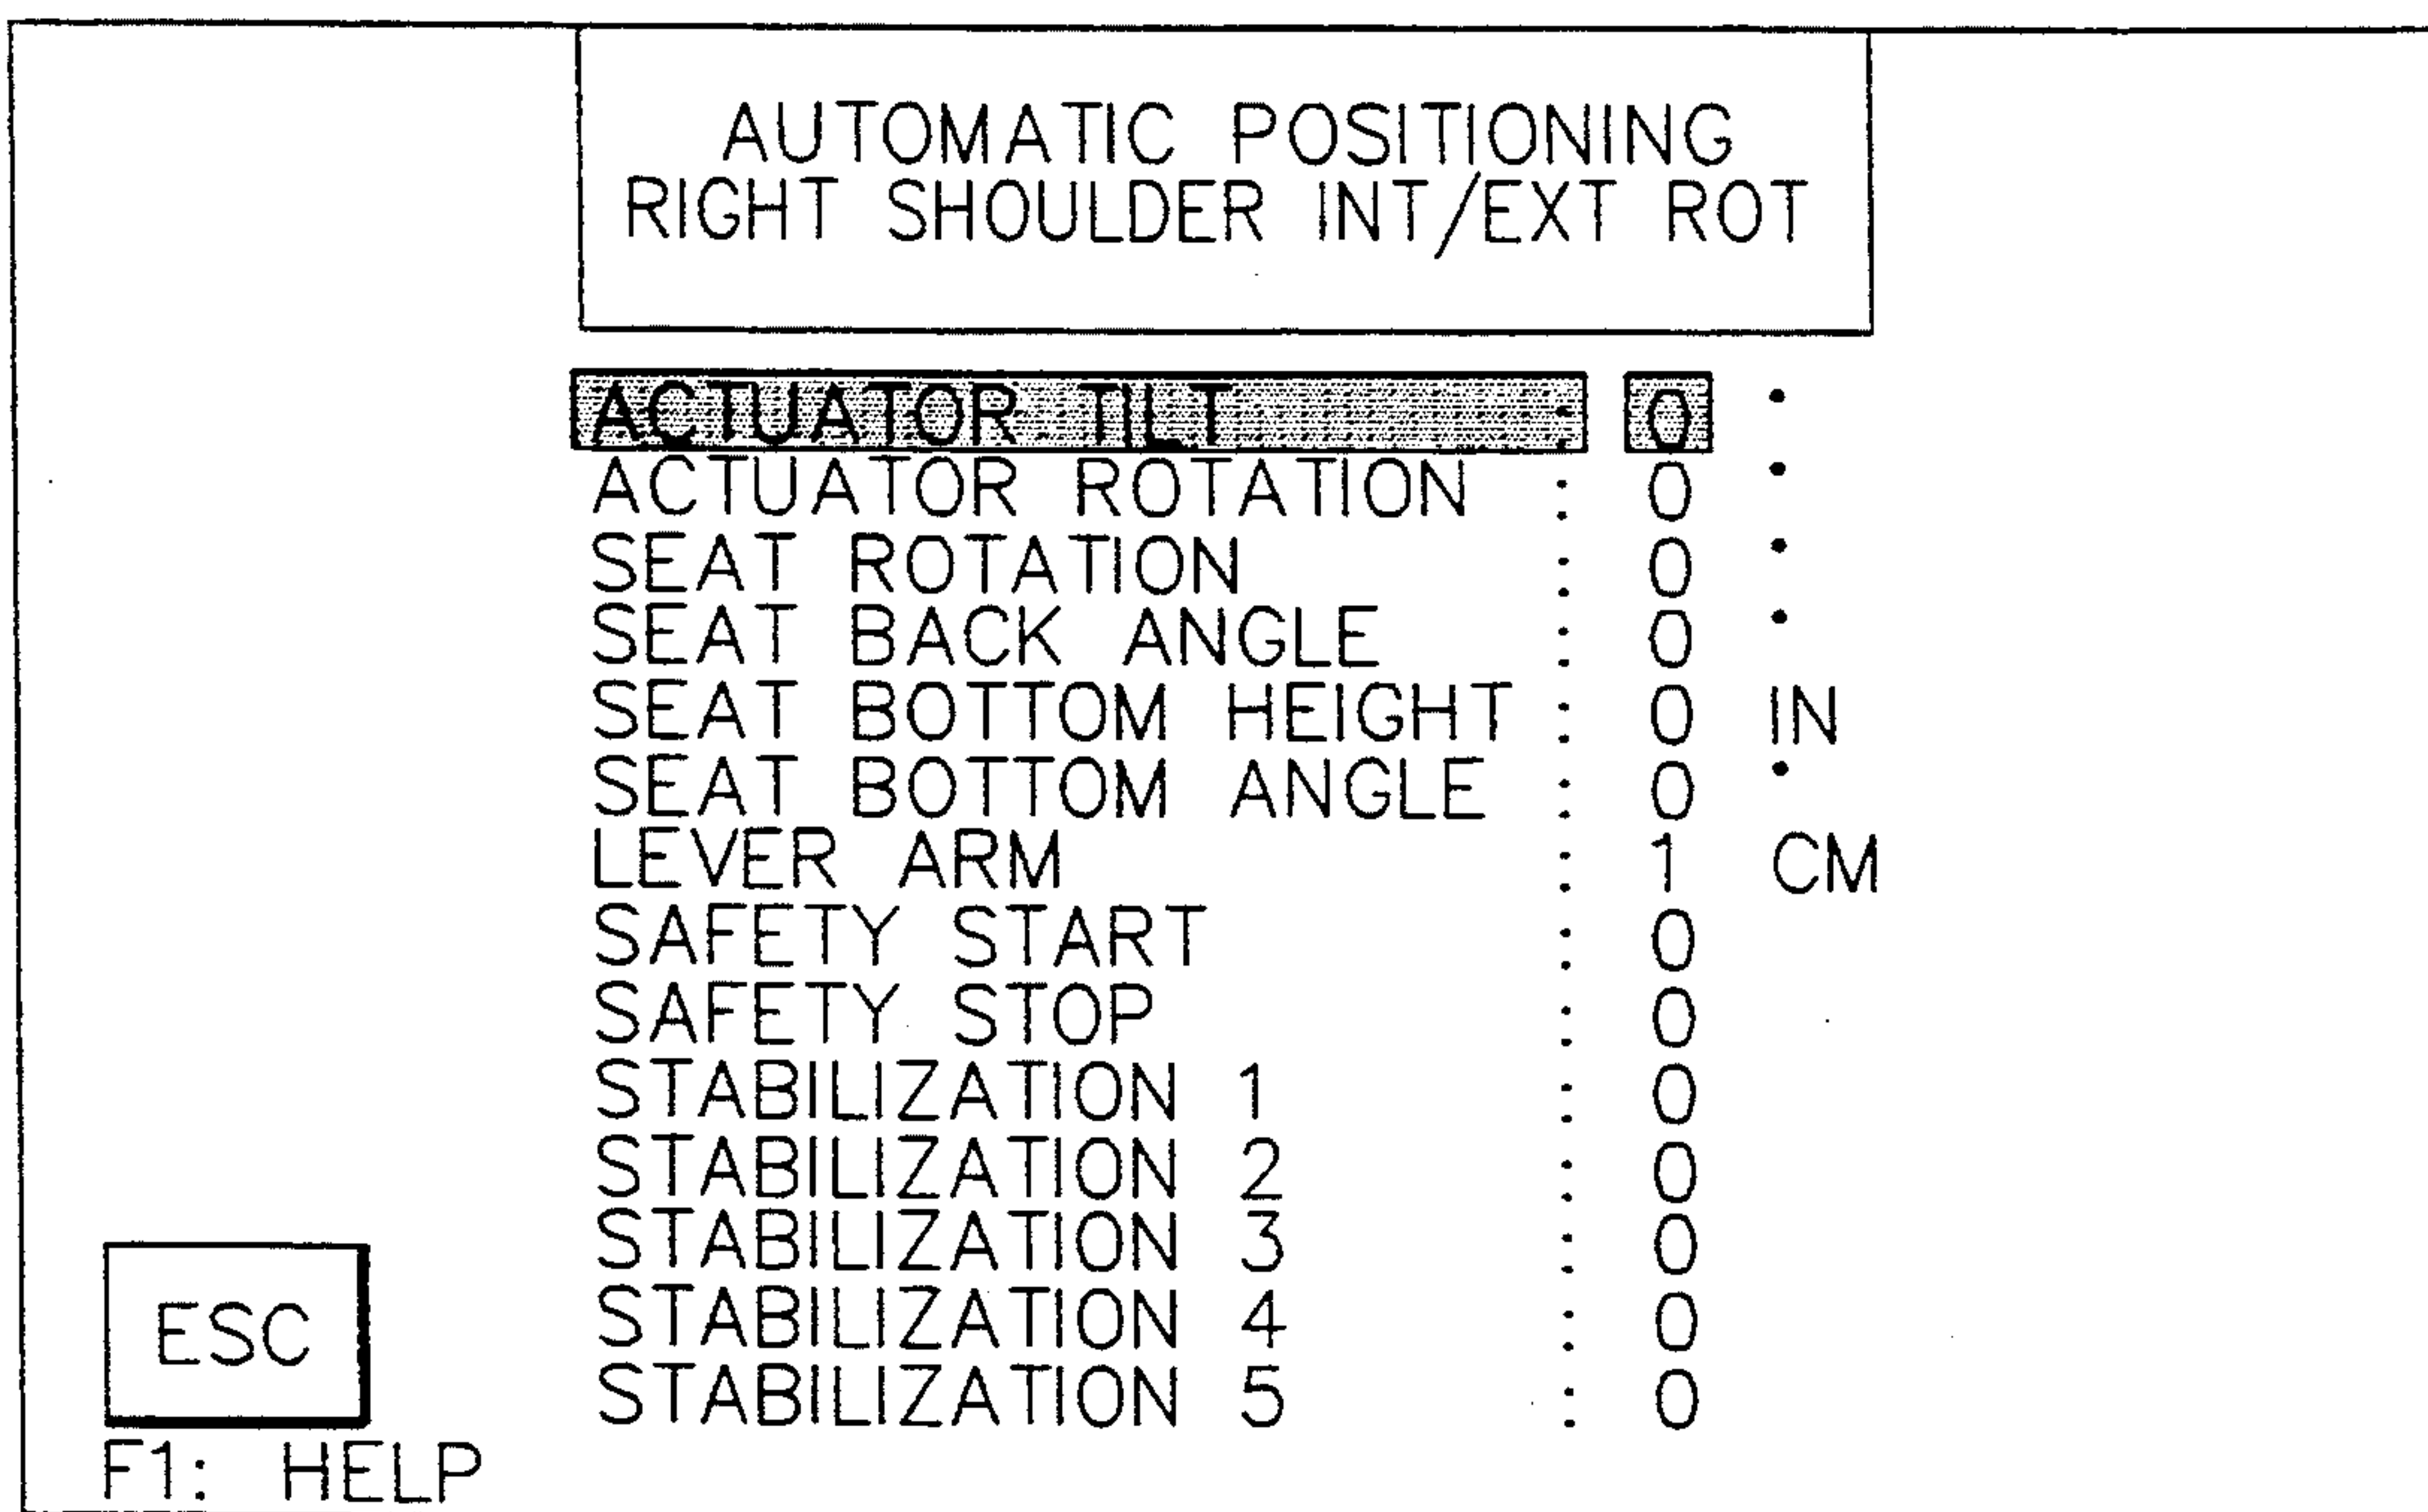 AUTOMATIC POSITIONING
RIGHT SHOULDER INT/EXT ROT
ACTUATOR TILT : 0 °
ACTUATOR ROTATION : 0 °
SEAT ROTATION : 0 °
SEAT BACK ANGLE : 0 °
SEAT BOTTOM HEIGHT : 0 IN
SEAT BOTTOM ANGLE : 0 °
LEVER ARM : 1 CM
SAFETY START : 0
SAFETY STOP : 0
STABILIZATION 1 : 0
STABILIZATION 2 : 0
STABILIZATION 3 : 0
STABILIZATION 4 : 0
STABILIZATION 5 : 0
ESC
F1: HELP